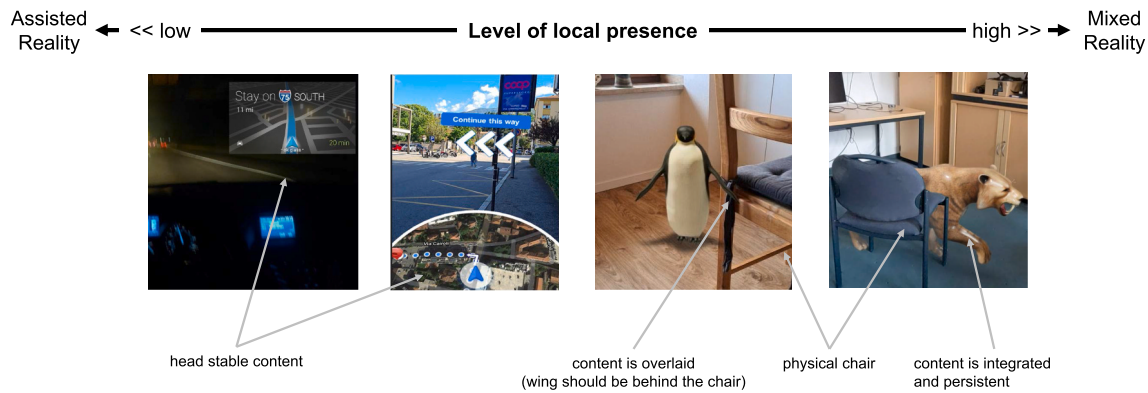 Assisted
Reality
<< low
Level of local presence
high >>
Mixed
Reality
Stay on 75 SOUTH
11 mi
20 min
coop
Continue this way
head stable content
content is overlaid
(wing should be behind the chair)
physical chair
content is integrated
and persistent